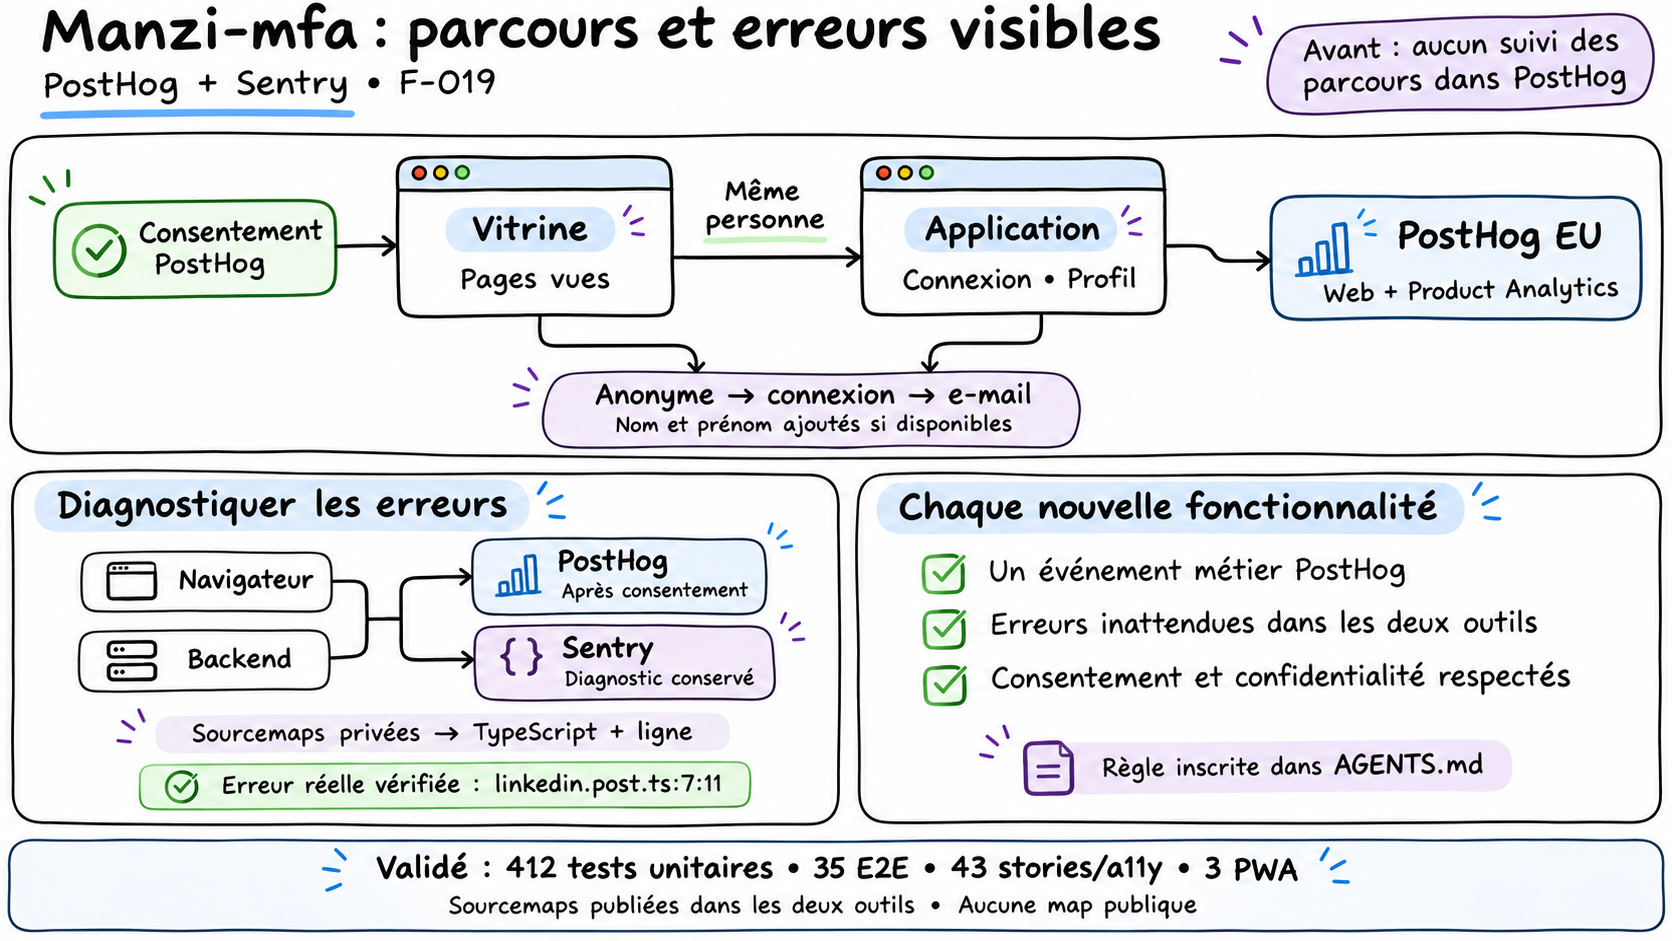 Manzi-mfa : parcours et erreurs visibles
PostHog + Sentry • F-019
Avant : aucun suivi des
parcours dans PostHog
Consentement
PostHog
Vitrine
Pages vues
Même
personne
Application
Connexion • Profil
PostHog EU
Web + Product Analytics
Anonyme → connexion → e-mail
Nom et prénom ajoutés si disponibles
Diagnostiquer les erreurs
Navigateur
Backend
PostHog
Après consentement
{} Sentry
Diagnostic conservé
Sourcemaps privées → TypeScript + ligne
Erreur réelle vérifiée : linkedin.post.ts:7:11
Chaque nouvelle fonctionnalité
Un événement métier PostHog
Erreurs inattendues dans les deux outils
Consentement et confidentialité respectés
Règle inscrite dans AGENTS.md
Validé : 412 tests unitaires • 35 E2E • 43 stories/a11y • 3 PWA
Sourcemaps publiées dans les deux outils • Aucune map publique